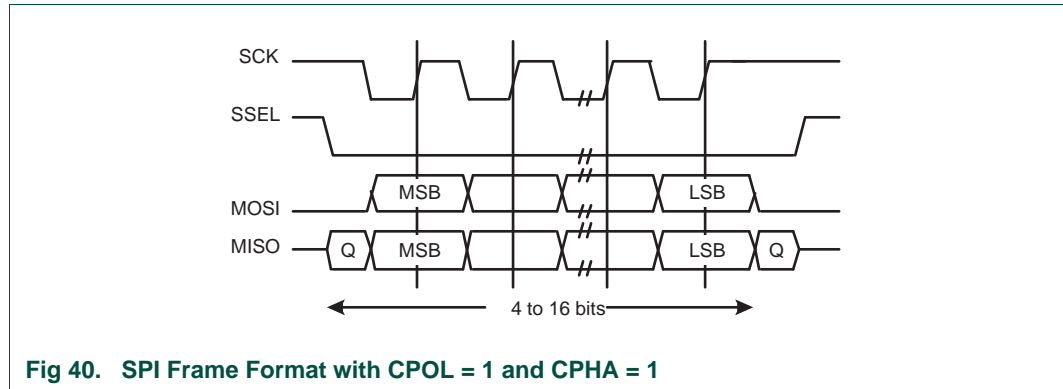 SCK
SSEL
MOSI MSB LSB
MISO Q MSB LSB Q
4 to 16 bits
Fig 40. SPI Frame Format with CPOL = 1 and CPHA = 1